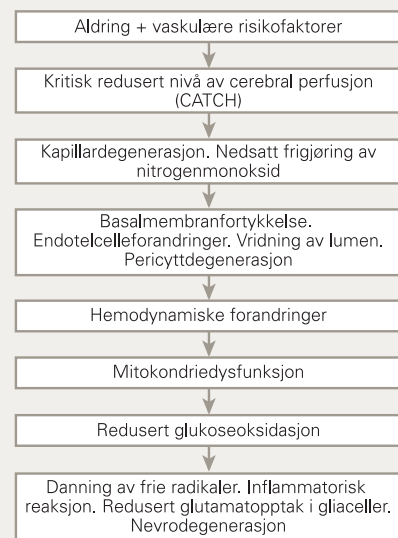 Aldring + vaskulære risikofaktorer
Kritisk redusert nivå av cerebral perfusjon
(CATCH)
Kapillardegenerasjon. Nedsatt frigjøring av
nitrogenmonoksid
Basalmembranfortykkelse.
Endotelcelleforandringer. Vridning av lumen.
Pericyttdegenerasjon
Hemodynamiske forandringer
Mitokondriedysfunksjon
Redusert glukoseoksidasjon
Danning av frie radikaler. Inflammatorisk
reaksjon. Redusert glutamatopptak i gliaceller.
Nevrodegenerasjon